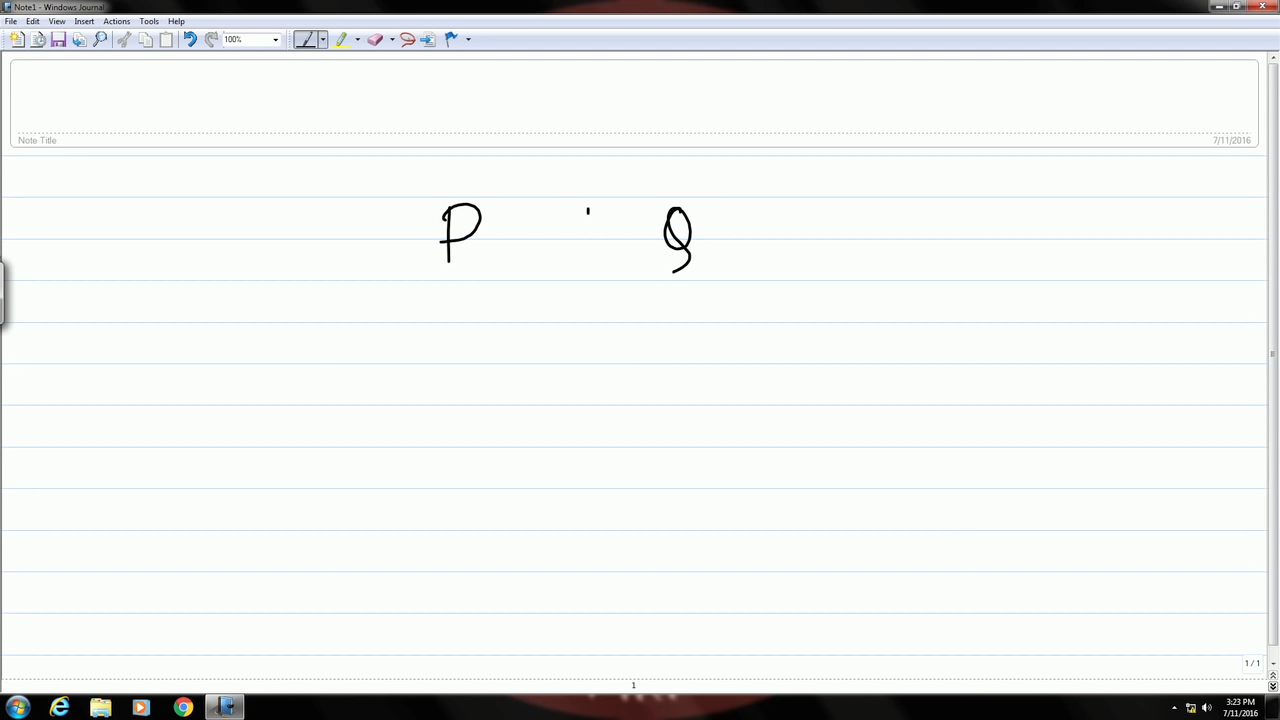 Note1 - Windows Journal
File Edit View Insert Actions Tools Help
100%
Note Title
7/11/2016
P ' Q
1 / 1
1
3:23 PM
7/11/2016